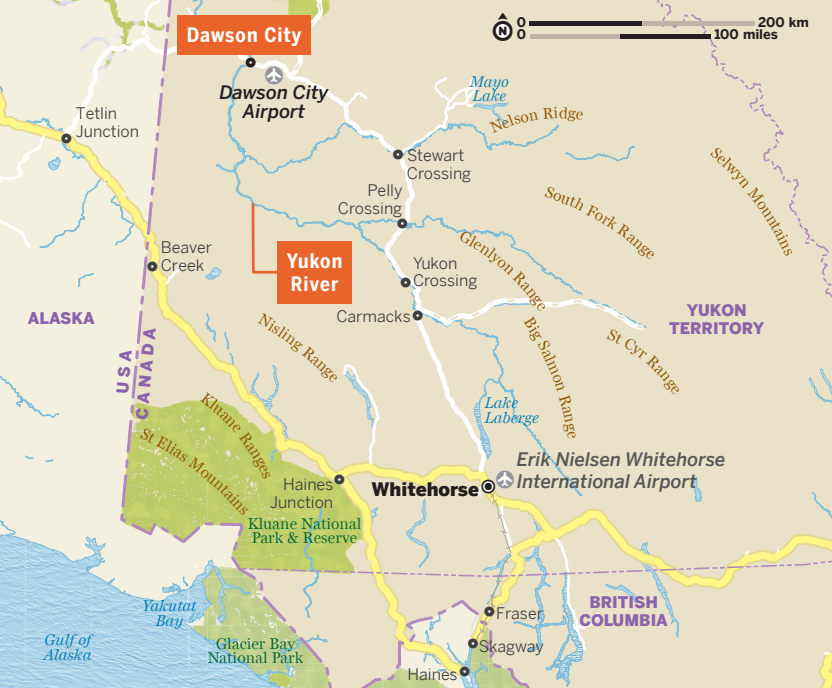 Dawson City
0
200 km
N
0
100 miles
Dawson City
Airport
Mayo
Lake
Nelson Ridge
Tetlin
Junction
Stewart
Crossing
Selwyn Mountains
Pelly
Crossing
South Fork Range
Beaver
Creek
Yukon
River
Glenlyon Range
Yukon
Crossing
ALASKA
Carmacks
YUKON
TERRITORY
Nisling Range
Big Salmon Range
St Cyr Range
USA
CANADA
Kluane Ranges
St Elias Mountains
Lake
Laberge
Erik Nielsen Whitehorse
International Airport
Haines
Junction
Whitehorse
Kluane National
Park & Reserve
Yakutat
Bay
BRITISH
COLUMBIA
Fraser
Gulf of
Alaska
Glacier Bay
National Park
Skagway
Haines